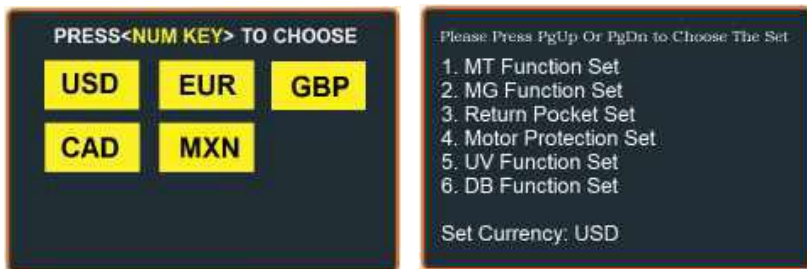 PRESS<NUM KEY> TO CHOOSE
USD EUR GBP
CAD MXN
Please Press PgUp Or PgDn to Choose The Set
1. MT Function Set
2. MG Function Set
3. Return Pocket Set
4. Motor Protection Set
5. UV Function Set
6. DB Function Set
Set Currency: USD